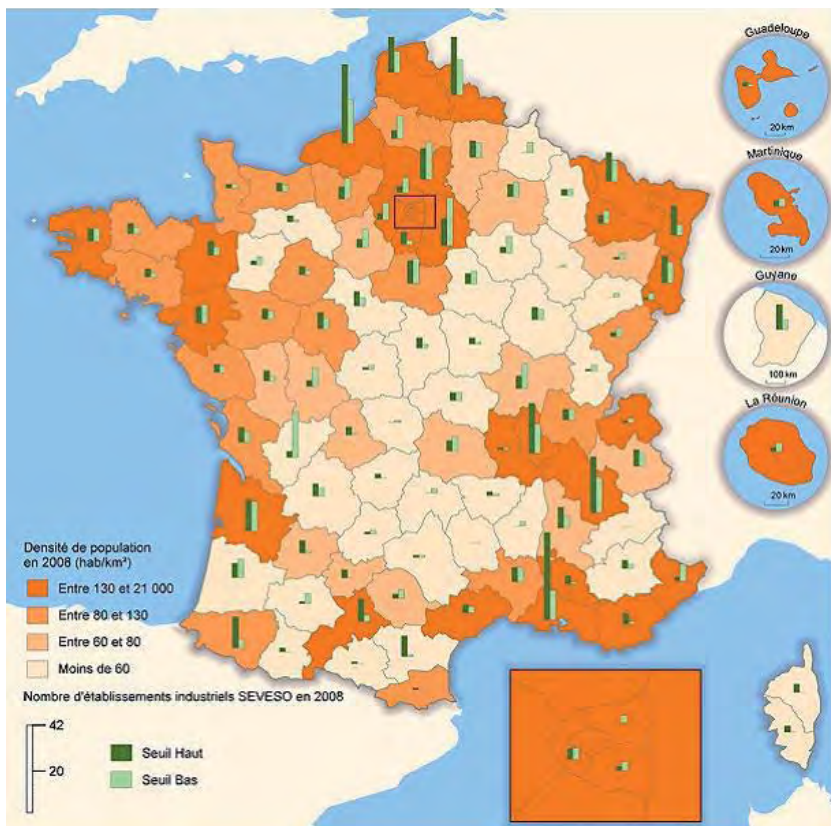 Guadeloupe
20 km
Martinique
20 km
Guyane
100 km
La Réunion
20 km
Densité de population
en 2008 (hab/km²)
Entre 130 et 21 000
Entre 80 et 130
Entre 60 et 80
Moins de 60
Nombre d'établissements industriels SEVESO en 2008
42
20
Seuil Haut
Seuil Bas